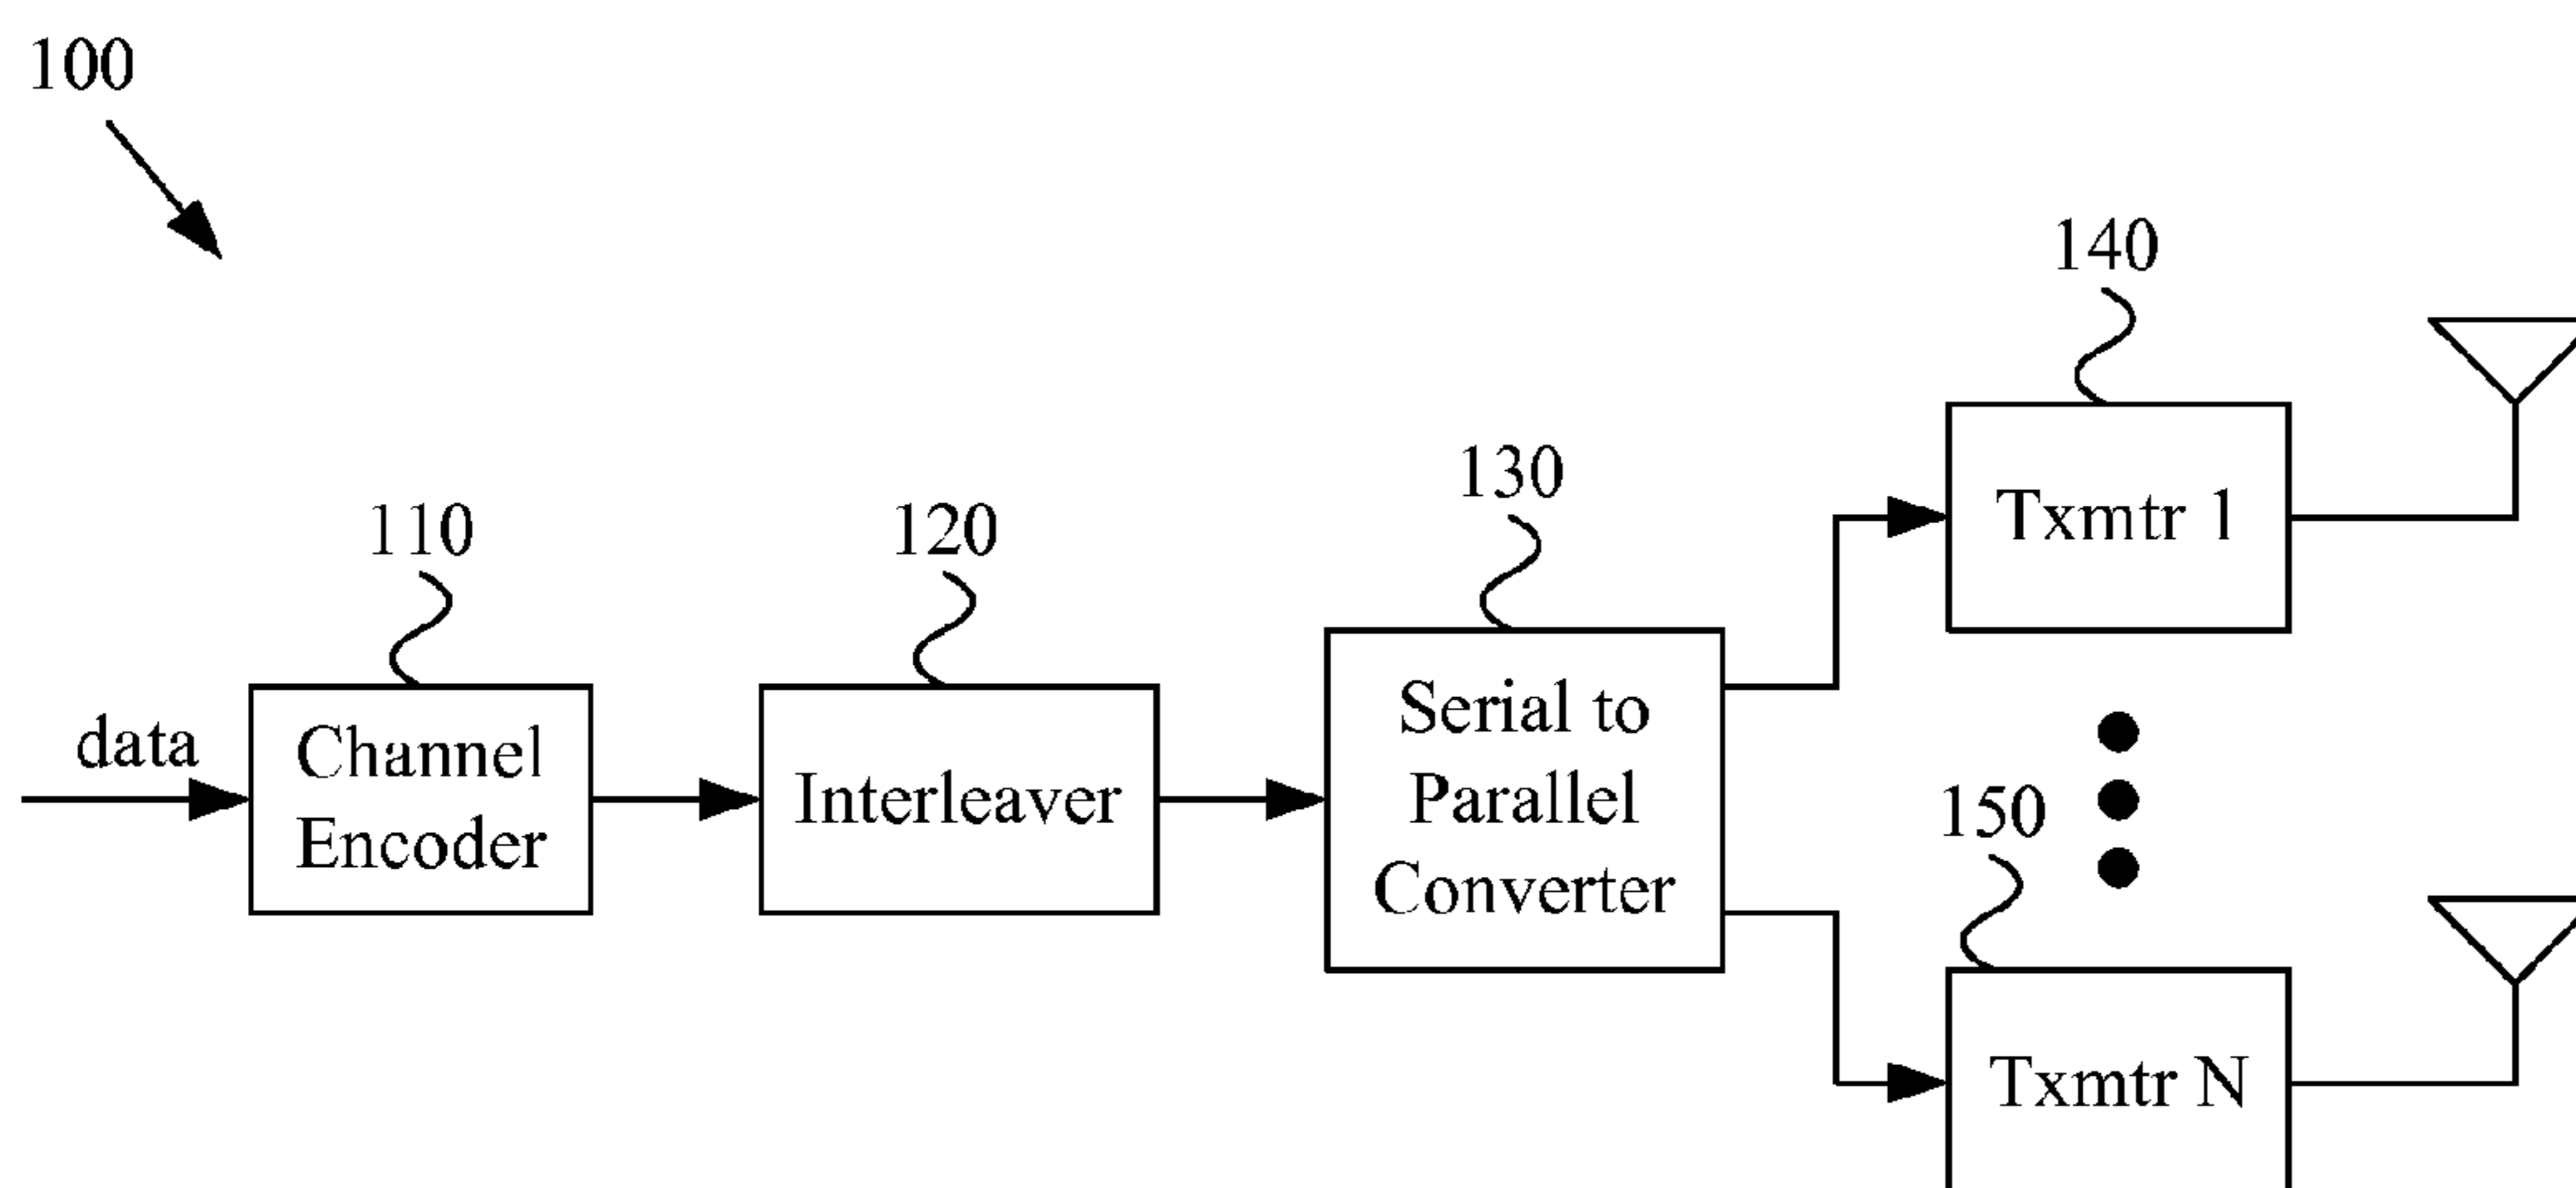 100
140
130
110
120
Txmtr 1
data
Channel
Encoder
Interleaver
Serial to
Parallel
Converter
150
Txmtr N